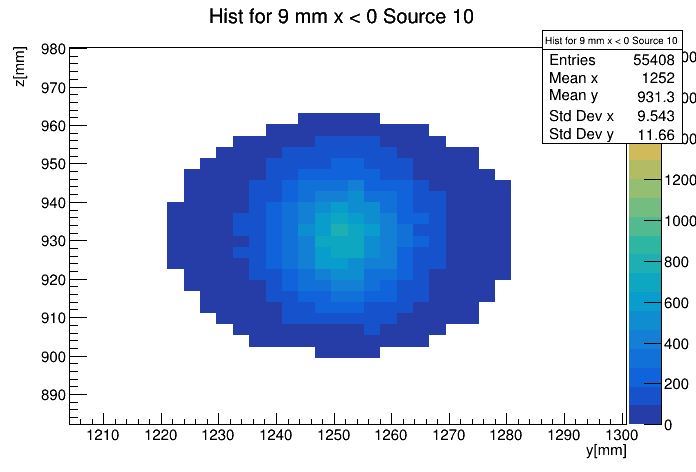 Hist for 9 mm x < 0 Source 10
z[mm]
980
970
960
950
940
930
920
910
900
890
Hist for 9 mm x < 0 Source 10
Entries 55408
Mean x 1252
Mean y 931.3
Std Dev x 9.543
Std Dev y 11.66
1200
1000
800
600
400
200
0
1210 1220 1230 1240 1250 1260 1270 1280 1290 1300
y[mm]